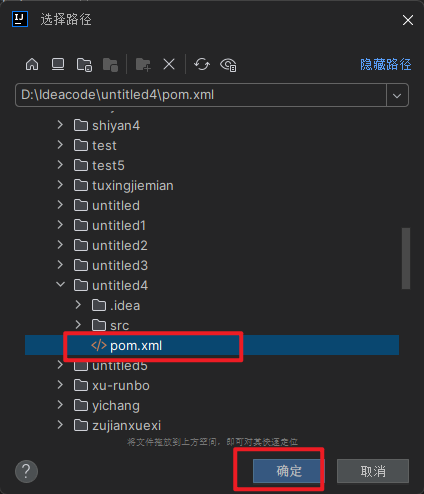 IJ 选择路径
隐藏路径
D:\Ideacode\untitled4\pom.xml
shiyan4
test
test5
tuxingjiemian
untitled
untitled1
untitled2
untitled3
untitled4
.idea
src
</> pom.xml
untitled5
xu-runbo
yichang
zujianxuexi
将文件拖放到上方空间，即可对其快速定位
? 确定 取消